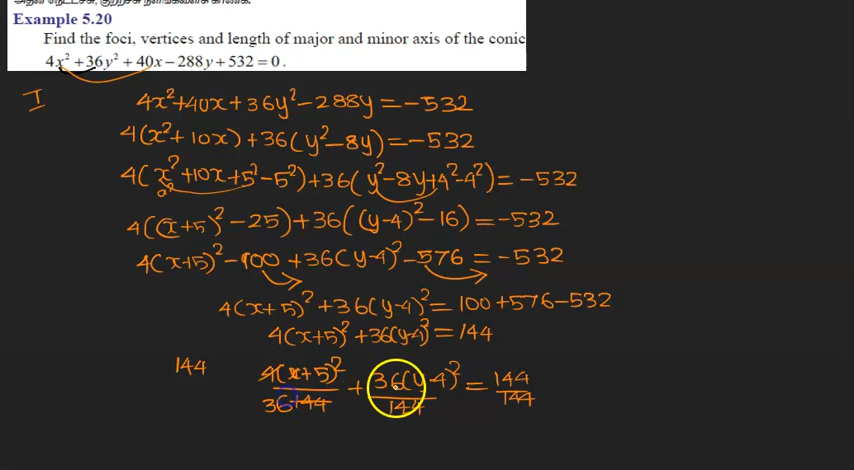 Example 5.20
Find the foci, vertices and length of major and minor axis of the conic
4x² + 36y² + 40x − 288y + 532 = 0 .
I
4x²+40x+36y²−288y=−532
4(x²+10x)+36(y²−8y)=−532
4(x²+10x+5²−5²)+36(y²−8y+4²−4²)=−532
4((x+5)²−25)+36((y−4)²−16)=−532
4(x+5)²−100+36(y−4)²−576=−532
4(x+5)²+36(y−4)²=100+576−532
4(x+5)²+36(y−4)²=144
144
4(x+5)²/144 + 36(y−4)²/144 = 144/144
36